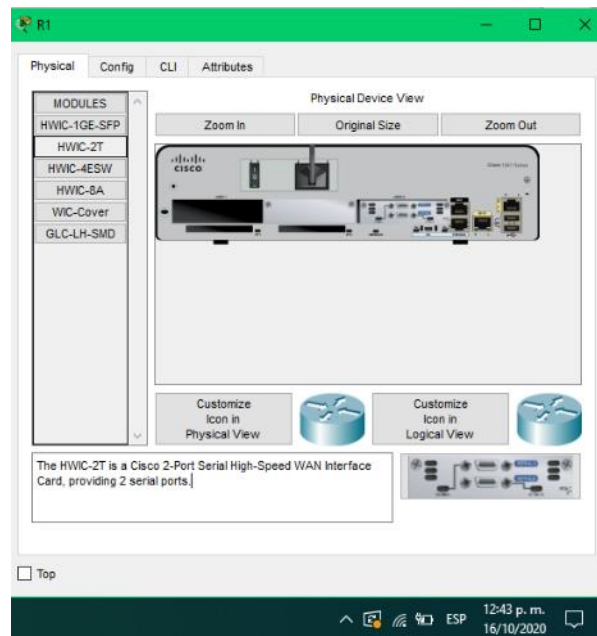 R1
Physical Config CLI Attributes
MODULES
HWIC-1GE-SFP
HWIC-2T
HWIC-4ESW
HWIC-8A
WIC-Cover
GLC-LH-SMD
Physical Device View
Zoom In Original Size Zoom Out
CISCO
Customize
Icon in
Physical View
Customize
Icon in
Logical View
The HWIC-2T is a Cisco 2-Port Serial High-Speed WAN Interface
Card, providing 2 serial ports.
Top
ESP
12:43 p. m.
16/10/2020